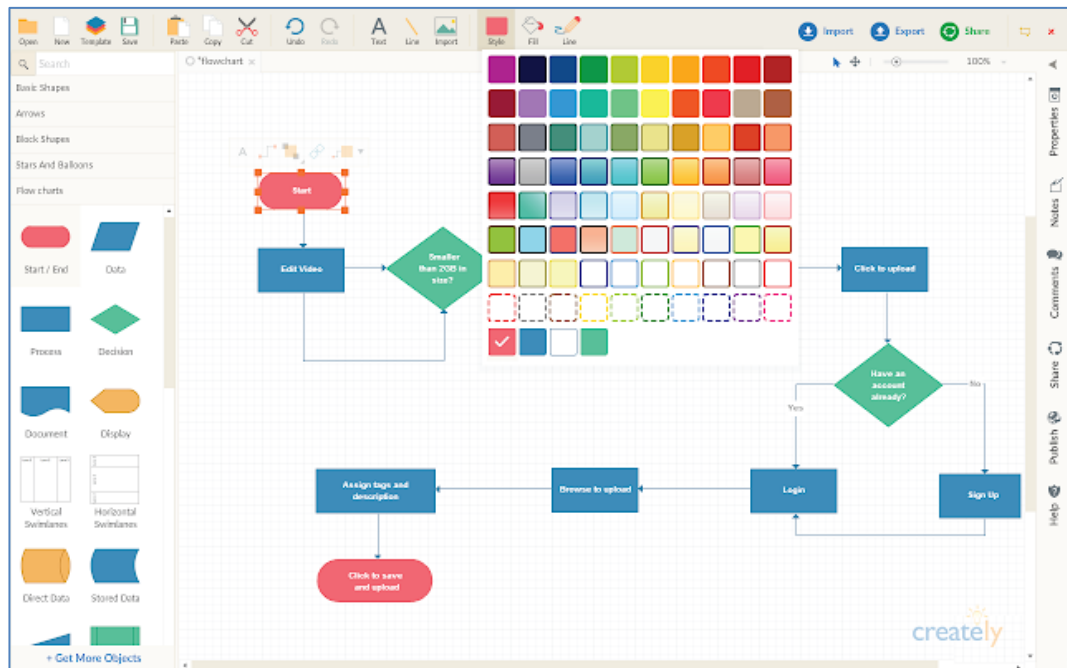 Open
New
Template
Save
Paste
Copy
Cut
Undo
Redo
Text
Line
Import
Style
Fill
Line
Import
Export
Share
Search
*flowchart
100%
Basic Shapes
Arrows
Block Shapes
Stars And Balloons
Flow charts
Start / End
Data
Process
Decision
Document
Display
Vertical
Swimlanes
Horizontal
Swimlanes
Direct Data
Stored Data
+ Get More Objects
Start
Edit Video
Smaller
than 2GB in
size?
Click to upload
Have an
account
already?
Yes
No
Assign tags and
description
Browse to upload
Login
Sign Up
Click to save
and upload
Properties
Notes
Comments
Share
Publish
Help
creately